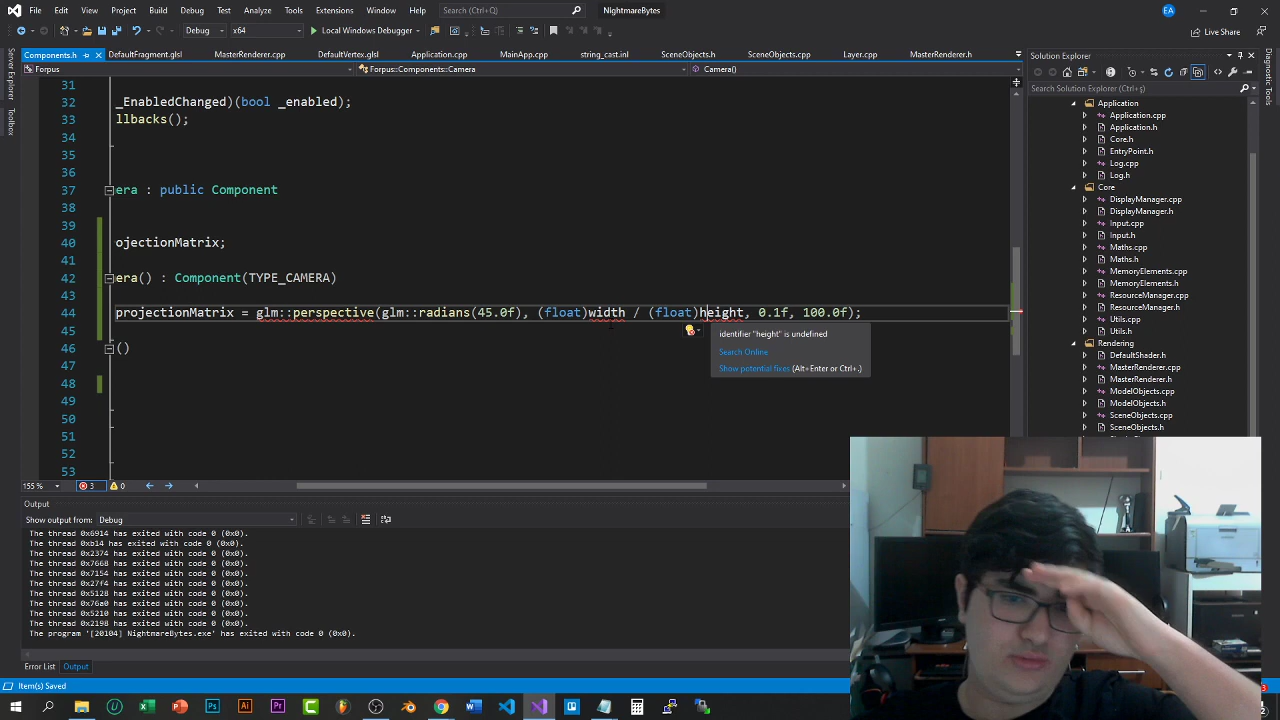 File Edit View Project Build Debug Test Analyze Tools Extensions Window Help Search (Ctrl+Q) NightmareBytes EA
Debug x64 Local Windows Debugger Live Share
Components.h DefaultFragment.glsl MasterRenderer.cpp DefaultVertex.glsl Application.cpp MainApp.cpp string_cast.inl SceneObjects.h SceneObjects.cpp Layer.cpp MasterRenderer.h
Forpus Forpus::Components::Camera Camera()
Server Explorer
Toolbox
31
32 _EnabledChanged)(bool _enabled);
33 llbacks();
34
35
36
37 era : public Component
38
39
40 ojectionMatrix;
41
42 era() : Component(TYPE_CAMERA)
43
44 projectionMatrix = glm::perspective(glm::radians(45.0f), (float)width / (float)height, 0.1f, 100.0f);
45
identifier "height" is undefined
Search Online
Show potential fixes (Alt+Enter or Ctrl+.)
46 ()
47
48
49
50
51
52
53
155 % 3 0
Solution Explorer
Search Solution Explorer (Ctrl+ş)
Application
Application.cpp
Application.h
Core.h
EntryPoint.h
Log.cpp
Log.h
Core
DisplayManager.cpp
DisplayManager.h
Input.cpp
Input.h
Maths.cpp
Maths.h
MemoryElements.cpp
ResourceManager.cpp
ResourceManager.h
Utils.cpp
Utils.h
Rendering
DefaultShader.h
MasterRenderer.cpp
MasterRenderer.h
ModelObjects.cpp
ModelObjects.h
SceneObjects.cpp
SceneObjects.h
Diagnostic Tools
Output
Show output from: Debug
The thread 0x6914 has exited with code 0 (0x0).
The thread 0xb14 has exited with code 0 (0x0).
The thread 0x2374 has exited with code 0 (0x0).
The thread 0x7668 has exited with code 0 (0x0).
The thread 0x7154 has exited with code 0 (0x0).
The thread 0x27f4 has exited with code 0 (0x0).
The thread 0x5128 has exited with code 0 (0x0).
The thread 0x76a0 has exited with code 0 (0x0).
The thread 0x5210 has exited with code 0 (0x0).
The thread 0x2198 has exited with code 0 (0x0).
The program '[20104] NightmareBytes.exe' has exited with code 0 (0x0).
Error List Output
Item(s) Saved